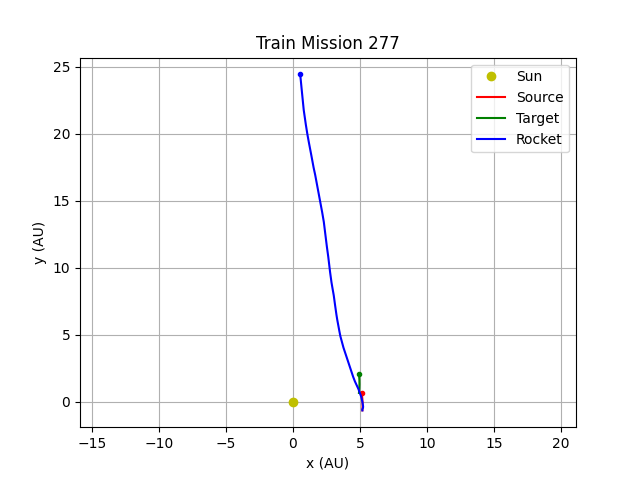 Train Mission 277
25
20
15
10
5
0
y (AU)
Sun
Source
Target
Rocket
−15 −10 −5 0 5 10 15 20
x (AU)